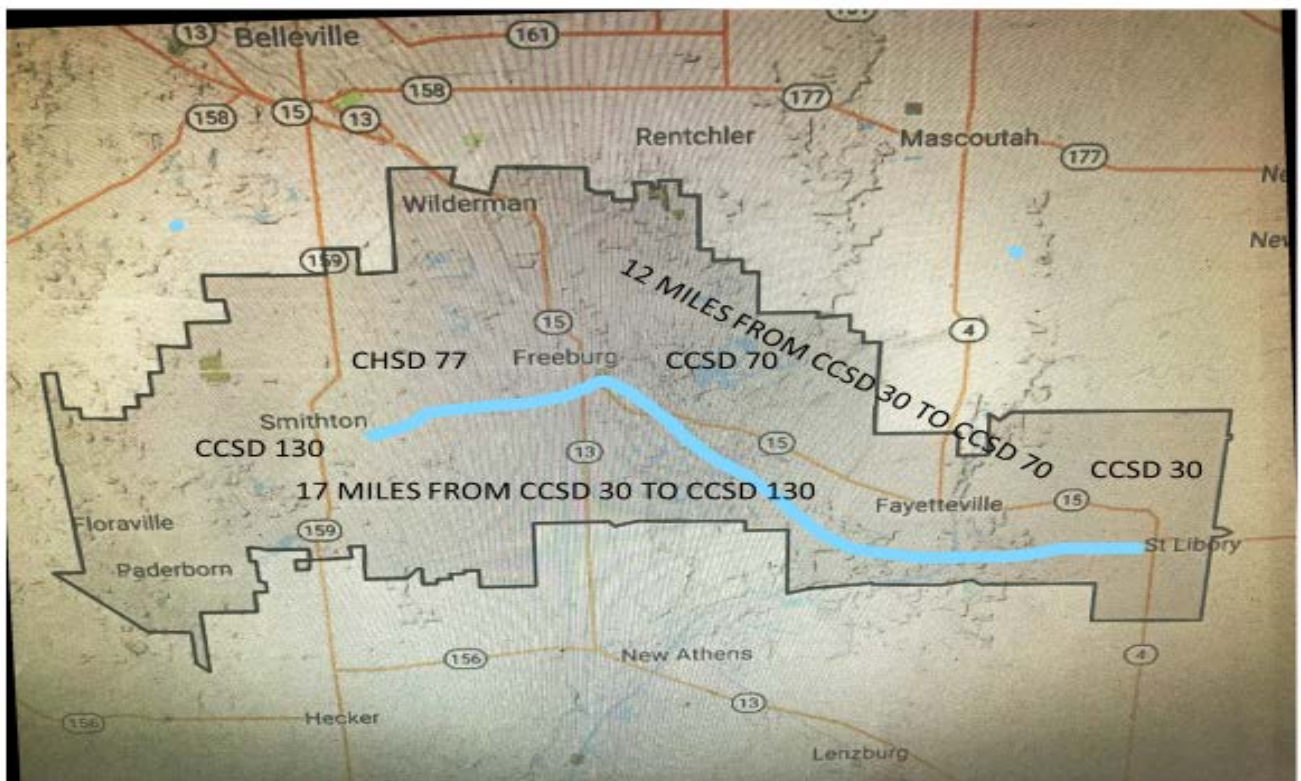 13
Belleville
161
158
177
158
15
13
Rentchler
Mascoutah
177
Wilderman
159
12 MILES FROM CCSD 30 TO CCSD 70
15
4
CHSD 77
Freeburg
CCSD 70
Smithton
CCSD 130
13
15
CCSD 30
17 MILES FROM CCSD 30 TO CCSD 130
Fayetteville
15
Floraville
159
St Libory
Paderborn
156
New Athens
4
13
156
Hecker
Lenzburg